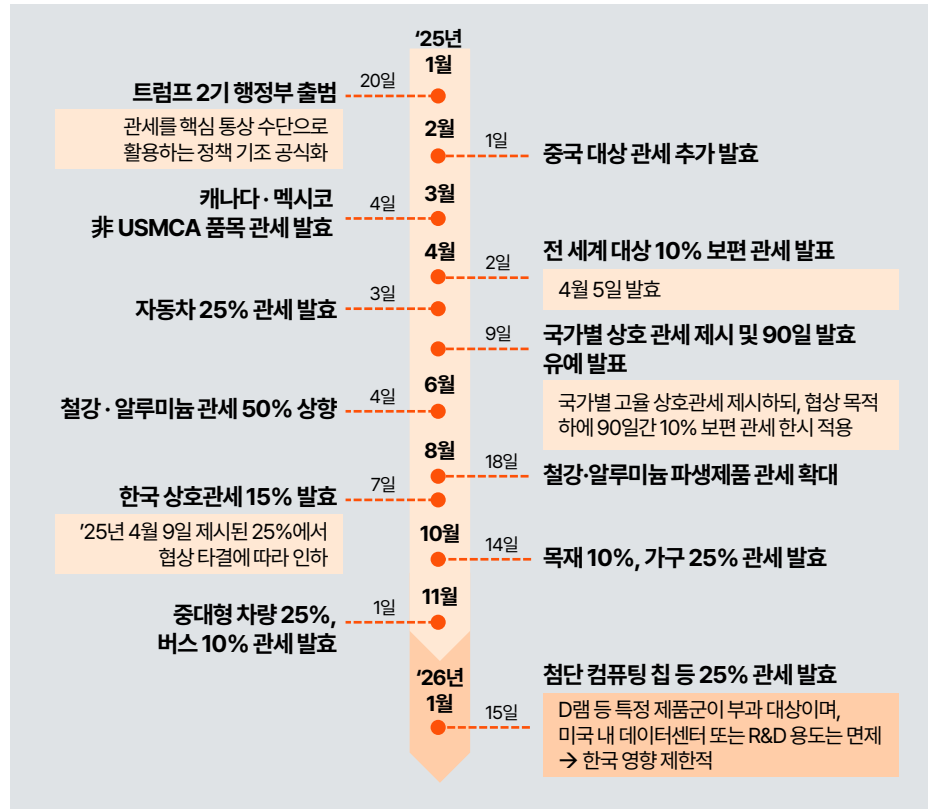 ‘25년
1월
20일
트럼프 2기 행정부 출범
관세를 핵심 통상 수단으로
활용하는 정책 기조 공식화
2월
1일
중국 대상 관세 추가 발효
3월
4일
캐나다·멕시코
非 USMCA 품목 관세 발효
4월
2일
전 세계 대상 10% 보편 관세 발표
4월 5일 발효
3일
자동차 25% 관세 발효
9일
국가별 상호 관세 제시 및 90일 발효
유예 발표
국가별 고율 상호관세 제시하되, 협상 목적
하에 90일간 10% 보편 관세 한시 적용
6월
4일
철강·알루미늄 관세 50% 상향
8월
18일
철강·알루미늄 파생제품 관세 확대
7일
한국 상호관세 15% 발효
’25년 4월 9일 제시된 25%에서
협상 타결에 따라 인하
10월
14일
목재 10%, 가구 25% 관세 발효
11월
1일
중대형 차량 25%,
버스 10% 관세 발효
‘26년
1월
15일
첨단 컴퓨팅 칩 등 25% 관세 발효
D램 등 특정 제품군이 부과 대상이며,
미국 내 데이터센터 또는 R&D 용도는 면제
→ 한국 영향 제한적